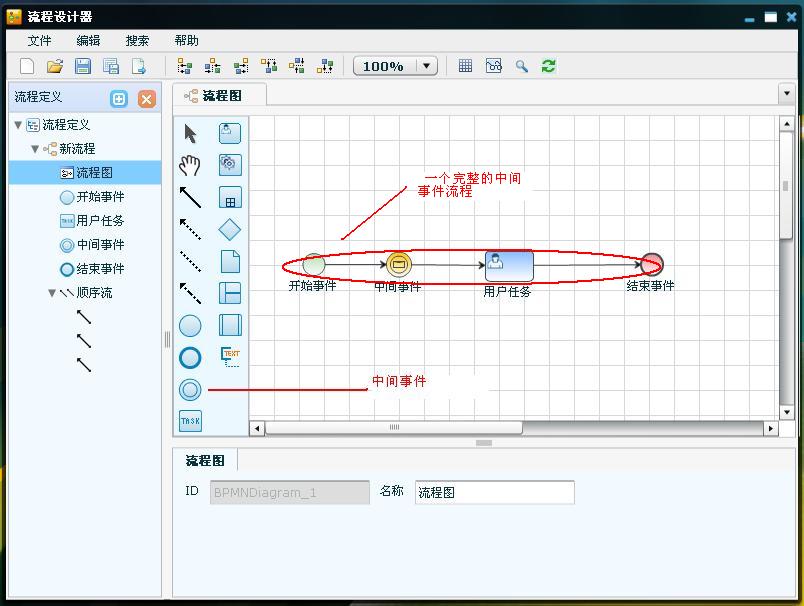 流程设计器
文件 编辑 搜索 帮助
100%
流程定义
流程定义
新流程
流程图
开始事件
用户任务
中间事件
结束事件
顺序流
流程图
一个完整的中间
事件流程
开始事件 中间事件 用户任务 结束事件
TEXT
中间事件
TASK
流程图
ID BPMNDiagram_1 名称 流程图